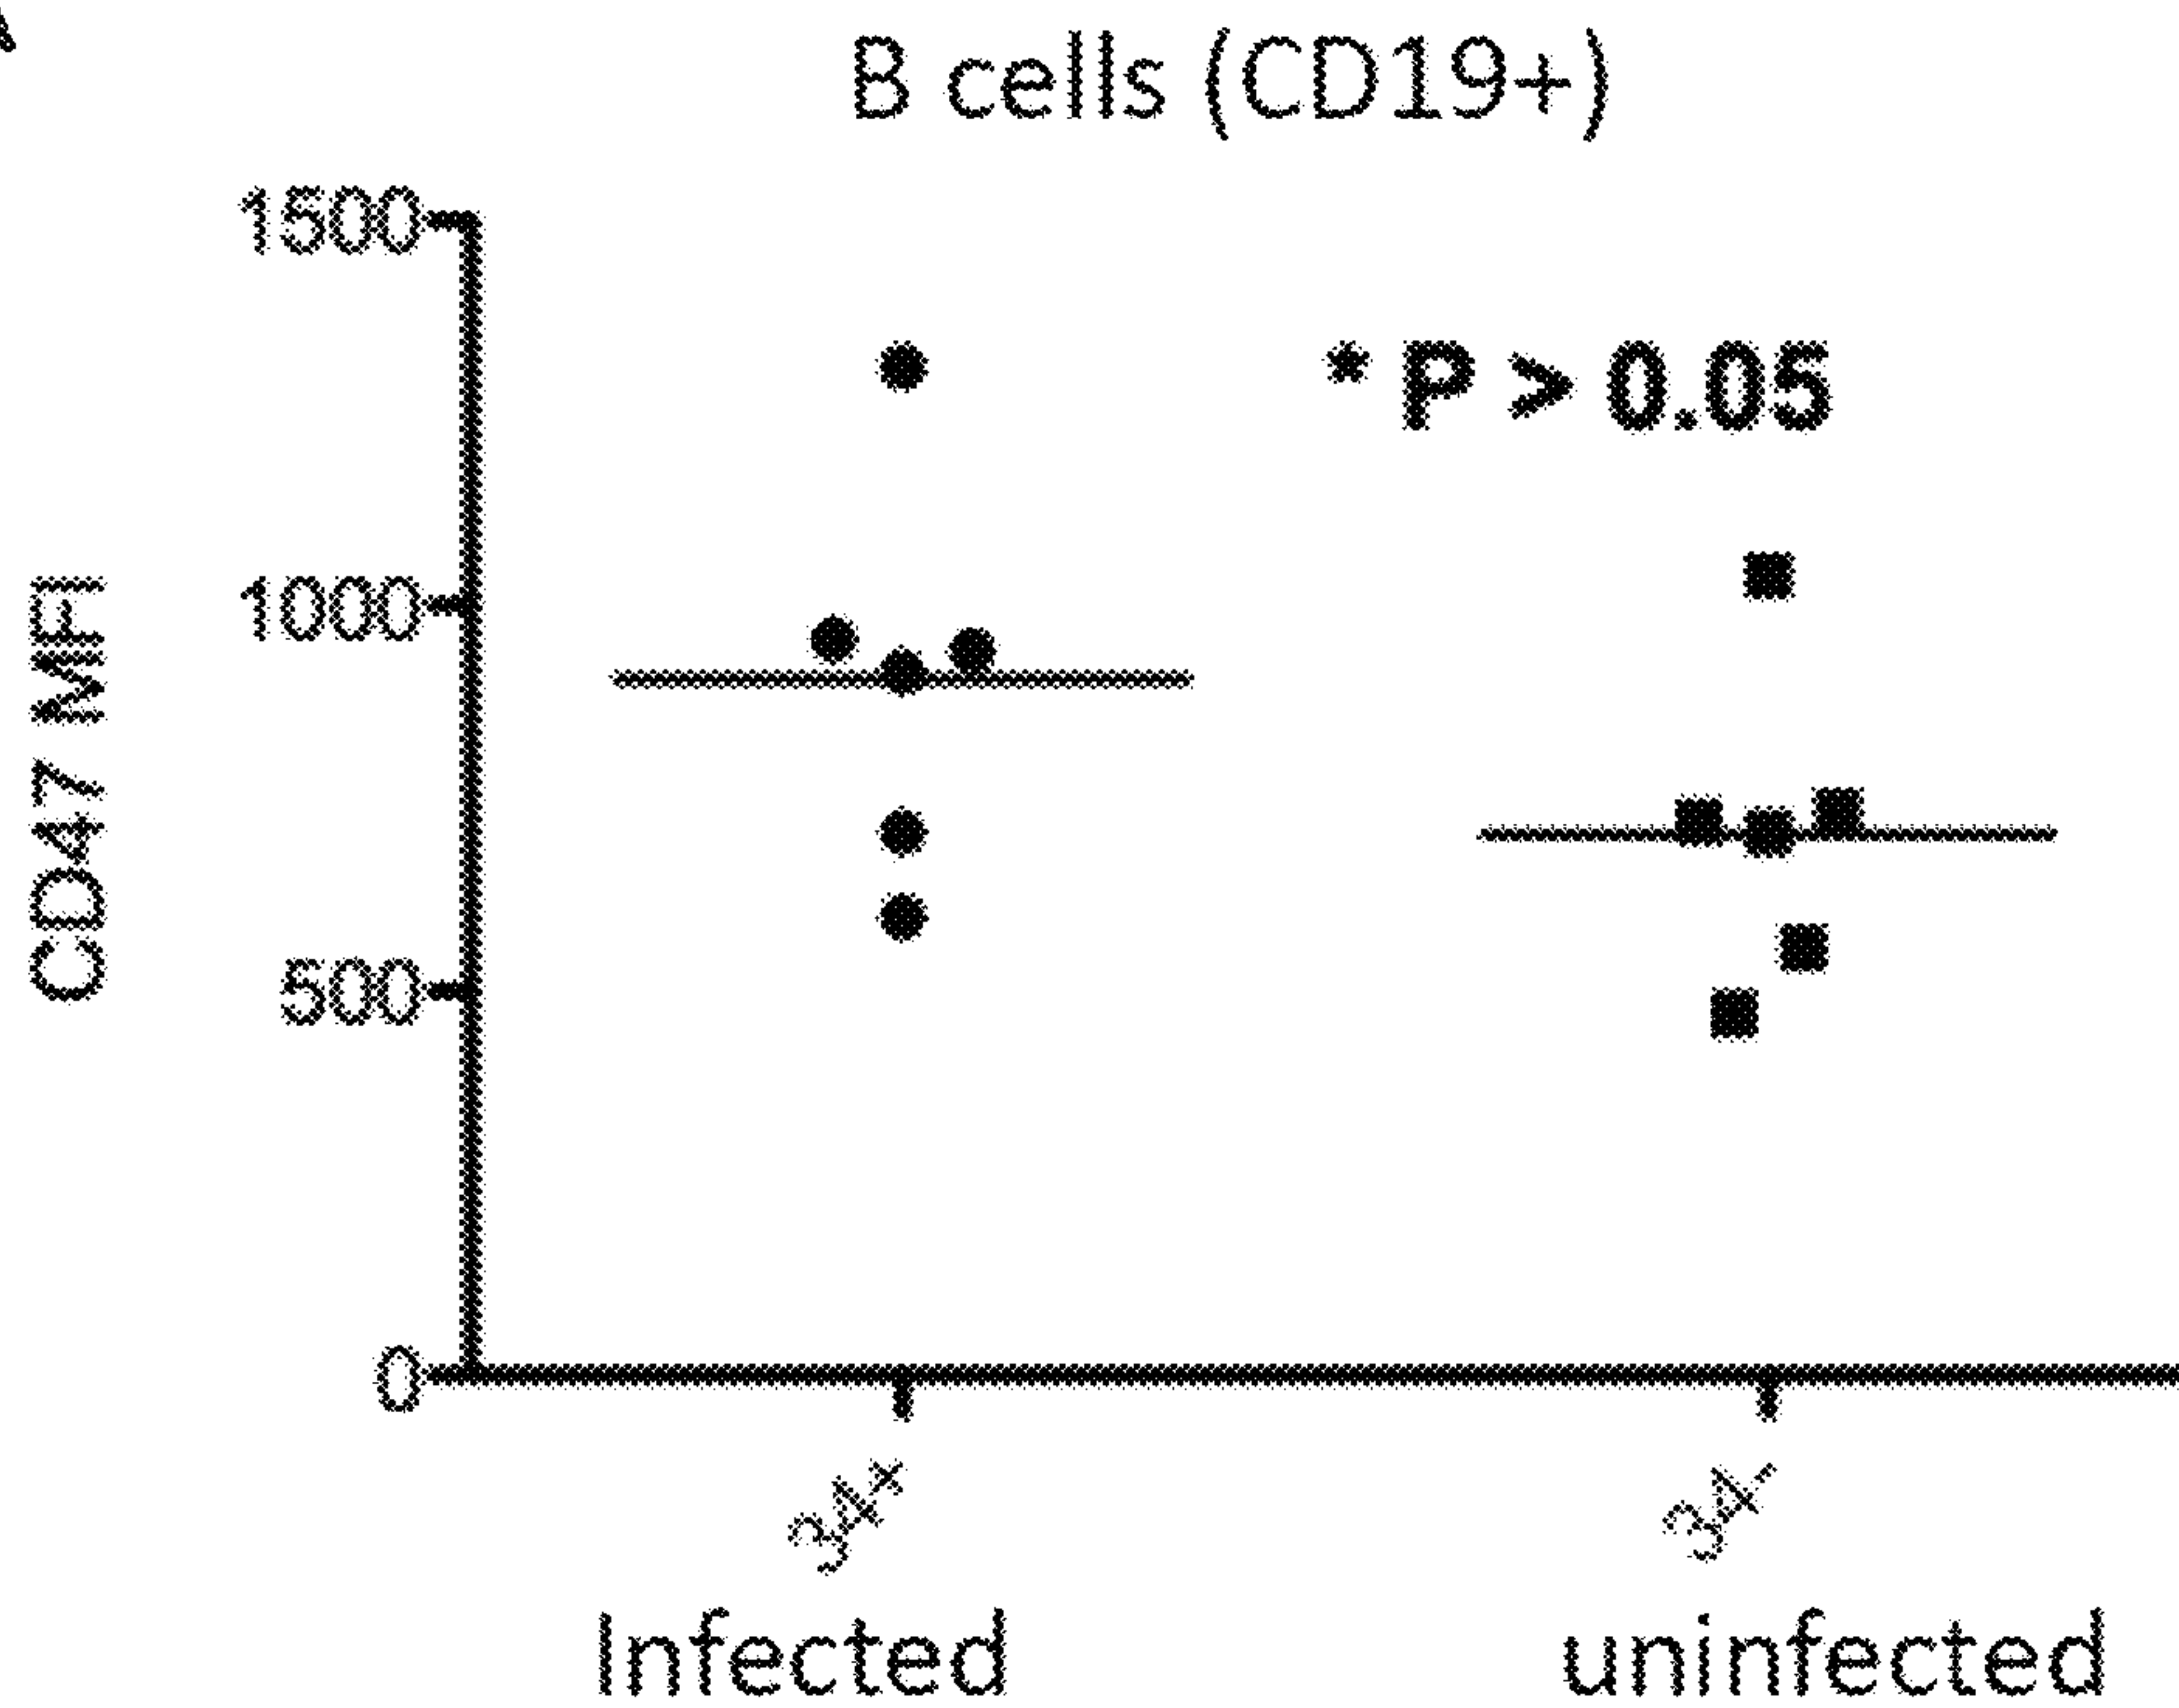 B cells (CD19+)
1500
* P > 0.05
1000
CD47 MFI
500
0
34+
34-
Infected
uninfected